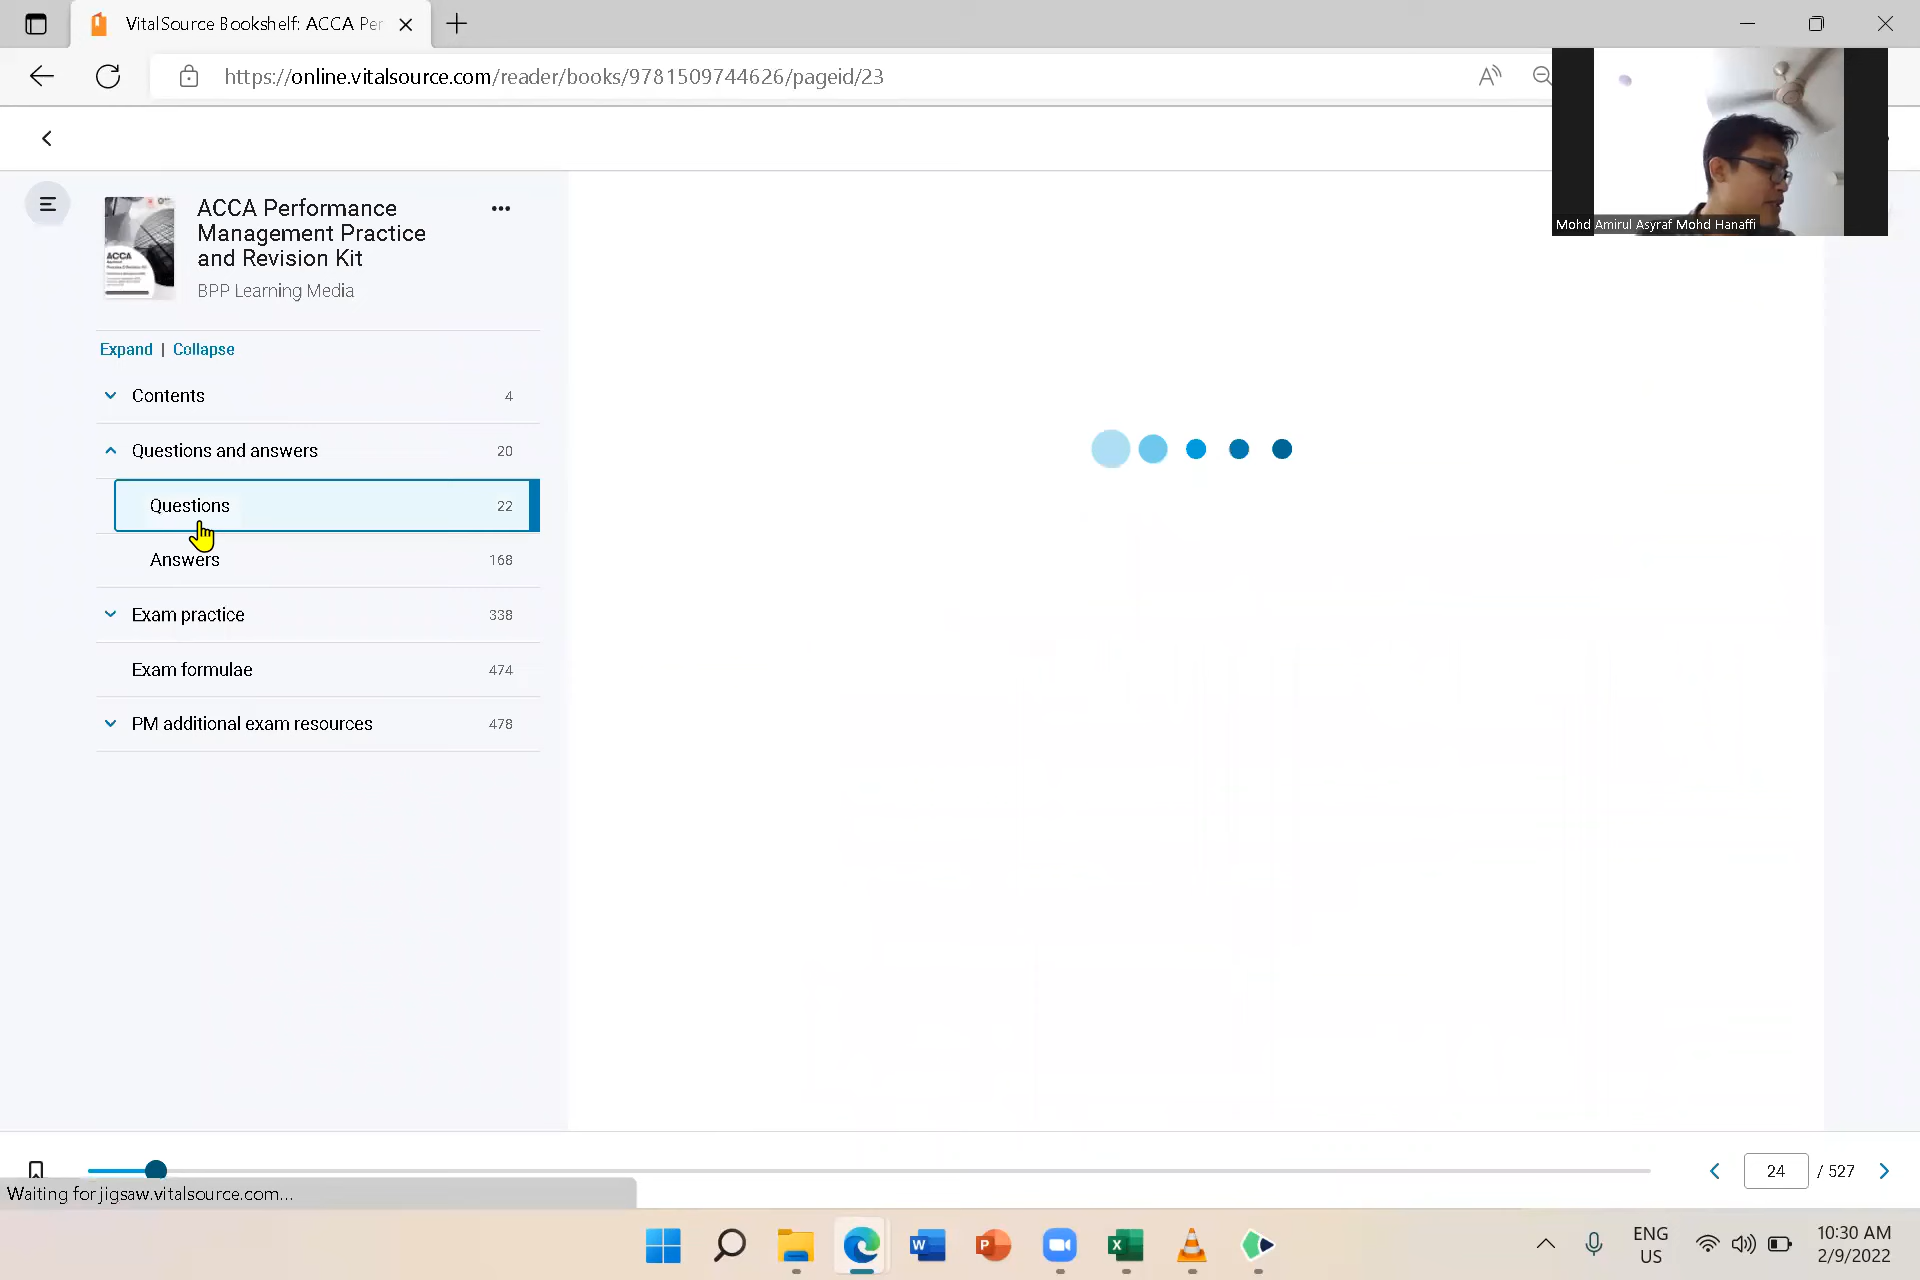 VitalSource Bookshelf: ACCA Per
https://online.vitalsource.com/reader/books/9781509744626/pageid/23
Mohd Amirul Asyraf Mohd Hanaffi
ACCA
ACCA Performance
Management Practice
and Revision Kit
BPP Learning Media
Expand | Collapse
Contents 4
Questions and answers 20
Questions 22
Answers 168
Exam practice 338
Exam formulae 474
PM additional exam resources 478
24 / 527
Waiting for jigsaw.vitalsource.com...
ENG
US
10:30 AM
2/9/2022